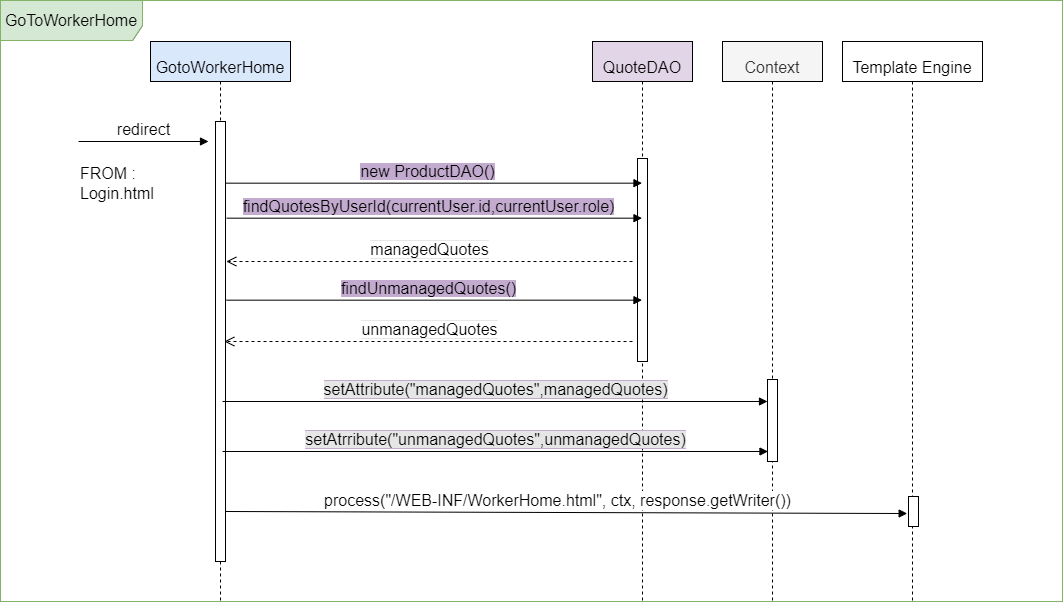 GoToWorkerHome
GotoWorkerHome
QuoteDAO
Context
Template Engine
redirect
FROM :
Login.html
new ProductDAO()
findQuotesByUserId(currentUser.id,currentUser.role)
managedQuotes
findUnmanagedQuotes()
unmanagedQuotes
setAttribute("managedQuotes",managedQuotes)
setAtrribute("unmanagedQuotes",unmanagedQuotes)
process("/WEB-INF/WorkerHome.html", ctx, response.getWriter())